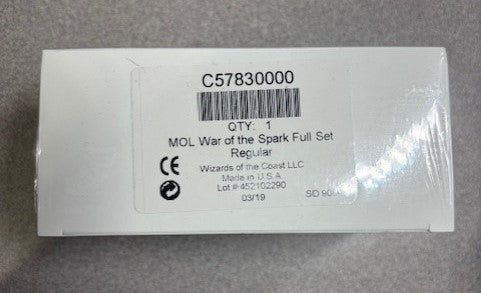 C57830000
QTY: 1
MOL War of the Spark Full Set
Regular
CE
Wizards of the Coast LLC
Made in U.S.A.
Lot #:452102290
03/19
S/D